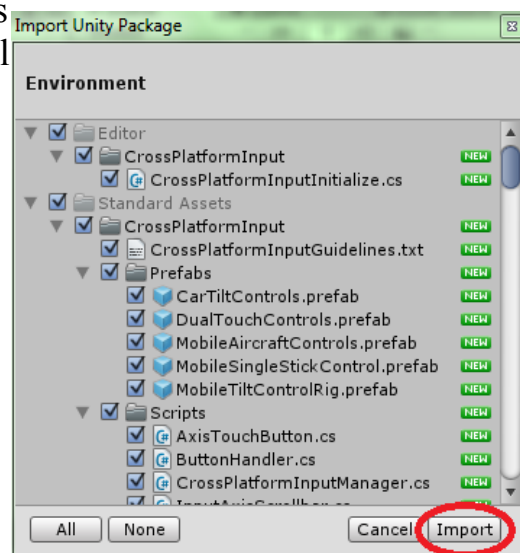 s
Import Unity Package
l
Environment
Editor
CrossPlatformInput NEW
CrossPlatformInputInitialize.cs NEW
Standard Assets
CrossPlatformInput NEW
CrossPlatformInputGuidelines.txt NEW
Prefabs NEW
CarTiltControls.prefab NEW
DualTouchControls.prefab NEW
MobileAircraftControls.prefab NEW
MobileSingleStickControl.prefab NEW
MobileTiltControlRig.prefab NEW
Scripts NEW
AxisTouchButton.cs NEW
ButtonHandler.cs NEW
CrossPlatformInputManager.cs NEW
InputAxisScrollbar.cs
All None Cancel Import